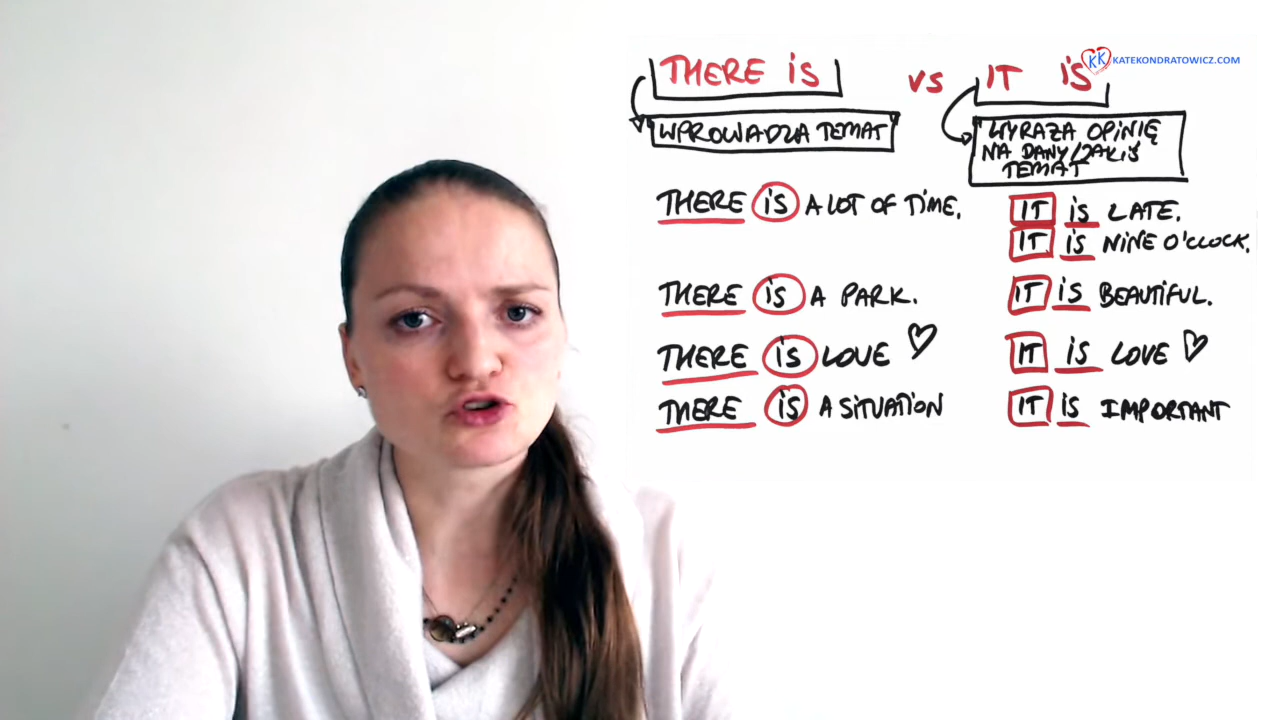 THERE iS vs IT iS
KK KATEKONDRATOWICZ.COM
WPROWADZA TEMAT
WYRAŻA OPINIĘ
NA DANY/JAKIŚ
TEMAT
THERE iS A LOT OF TIME.
IT iS LATE.
IT iS NINE O'CLOCK.
THERE iS A PARK.
IT iS BEAUTIFUL.
THERE iS LOVE
IT iS LOVE
THERE iS A SITUATION
IT iS IMPORTANT